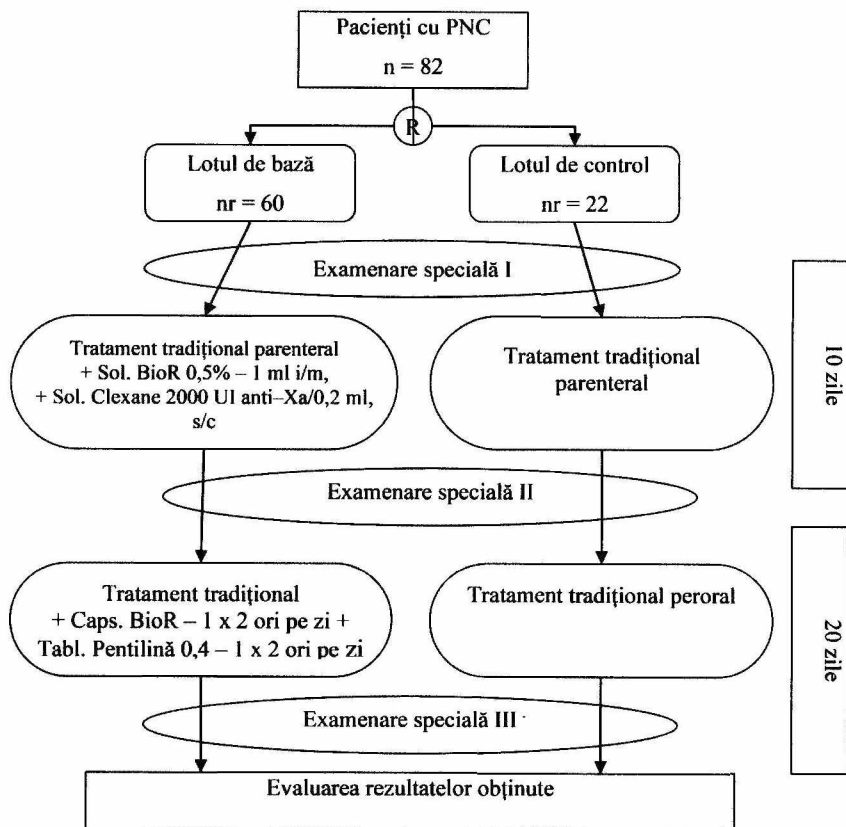 Pacienți cu PNC
n = 82
R
Lotul de bază
nr = 60
Lotul de control
nr = 22
Examenare specială I
Tratament tradițional parenteral
+ Sol. BioR 0,5% – 1 ml i/m,
+ Sol. Clexane 2000 UI anti–Xa/0,2 ml,
s/c
Tratament tradițional
parenteral
10 zile
Examenare specială II
Tratament tradițional
+ Caps. BioR – 1 x 2 ori pe zi +
Tabl. Pentilină 0,4 – 1 x 2 ori pe zi
Tratament tradițional peroral
20 zile
Examenare specială III
Evaluarea rezultatelor obținute